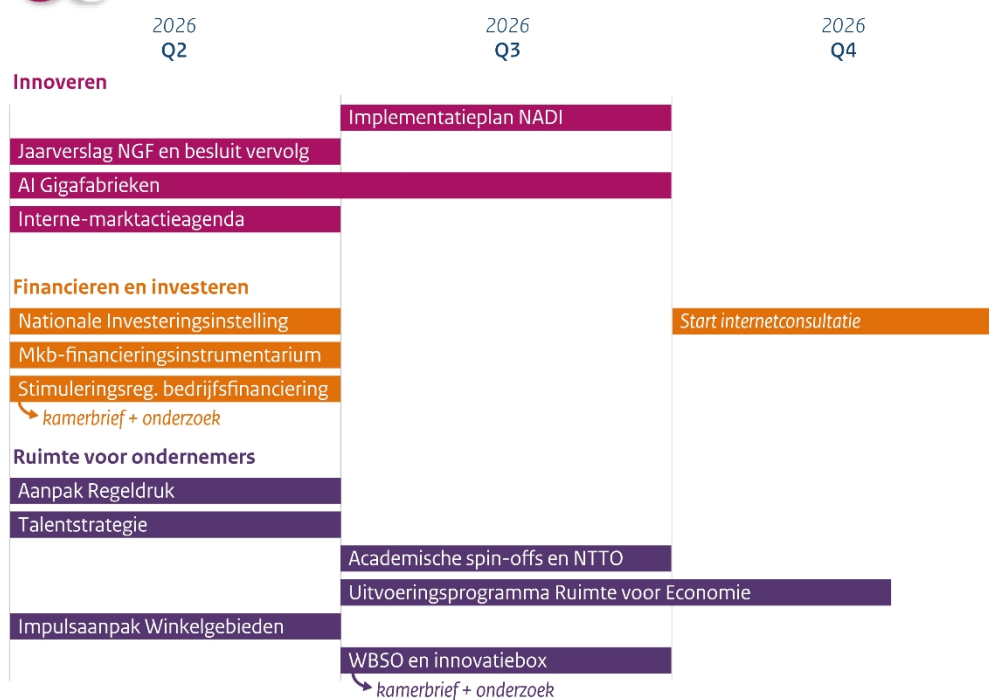 2026 2026 2026
Q2 Q3 Q4
Innoveren
Implementatieplan NADI
Jaarverslag NGF en besluit vervolg
AI Gigafabrieken
Interne-marktactieagenda
Financieren en investeren
Nationale Investeringsinstelling Start internetconsultatie
Mkb-financieringsinstrumentarium
Stimuleringsreg. bedrijfsfinanciering
kamerbrief + onderzoek
Ruimte voor ondernemers
Aanpak Regeldruk
Talentstrategie
Academische spin-offs en NTTO
Uitvoeringsprogramma Ruimte voor Economie
Impulsaanpak Winkelgebieden
WBSO en innovatiebox
kamerbrief + onderzoek